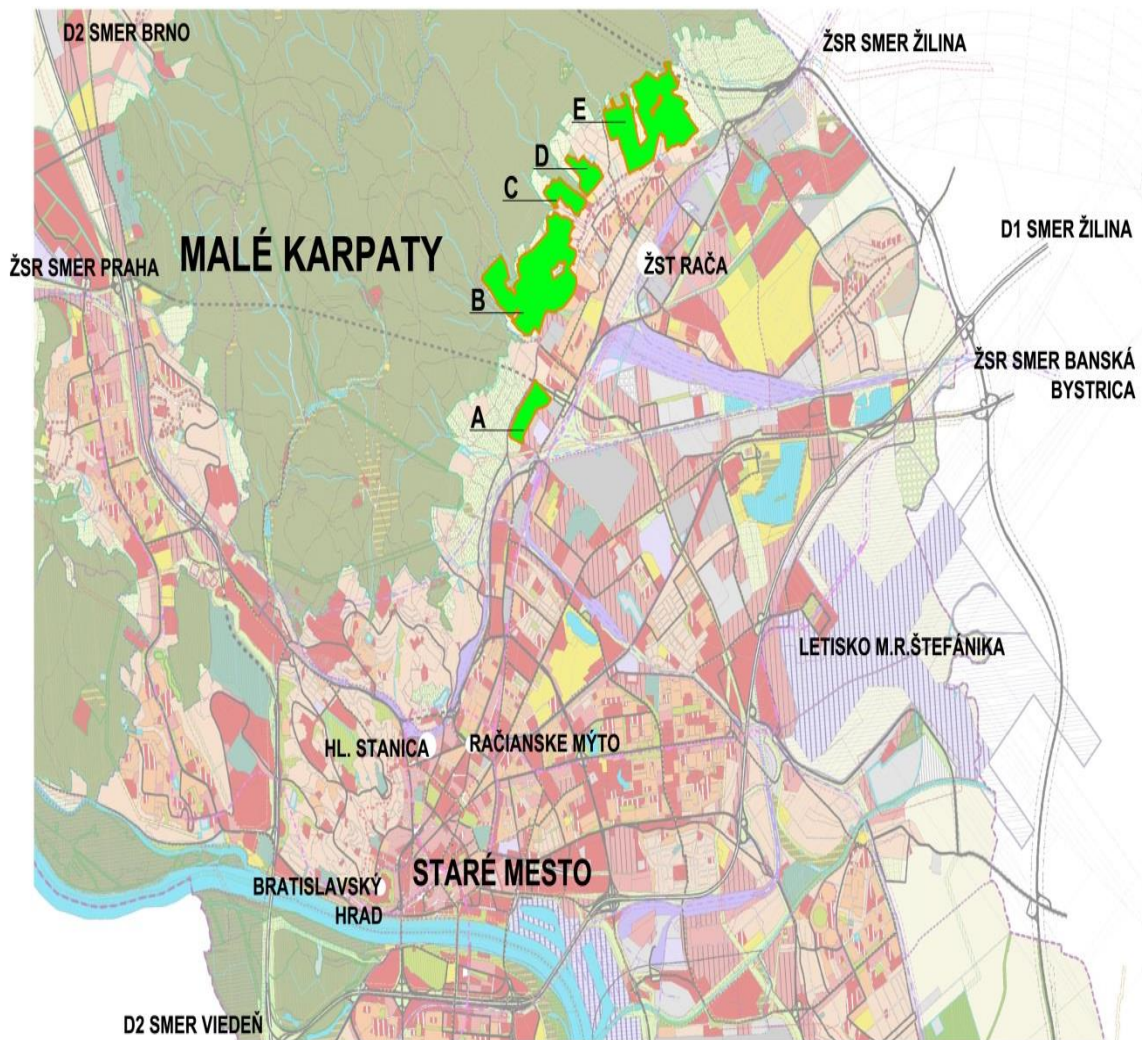 D2 SMER BRNO
ŽSR SMER ŽILINA
E
D
C
D1 SMER ŽILINA
MALÉ KARPATY
ŽSR SMER PRAHA
ŽST RAČA
B
ŽSR SMER BANSKÁ
BYSTRICA
A
LETISKO M.R.ŠTEFÁNIKA
HL. STANICA
RAČIANSKE MÝTO
STARÉ MESTO
BRATISLAVSKÝ
HRAD
D2 SMER VIEDEŇ